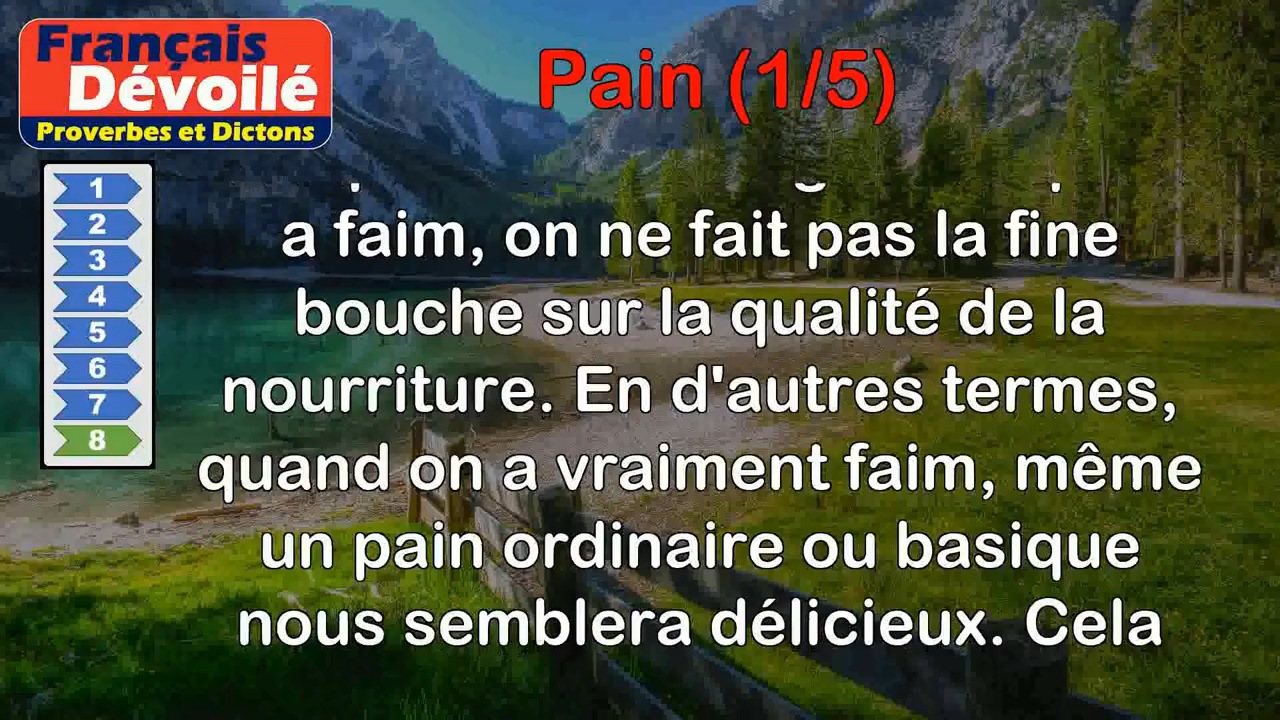 Français
Dévoilé
Proverbes et Dictons
Pain (1/5)
1
2
3
4
5
6
7
8
a faim, on ne fait pas la fine
bouche sur la qualité de la
nourriture. En d'autres termes,
quand on a vraiment faim, même
un pain ordinaire ou basique
nous semblera délicieux. Cela